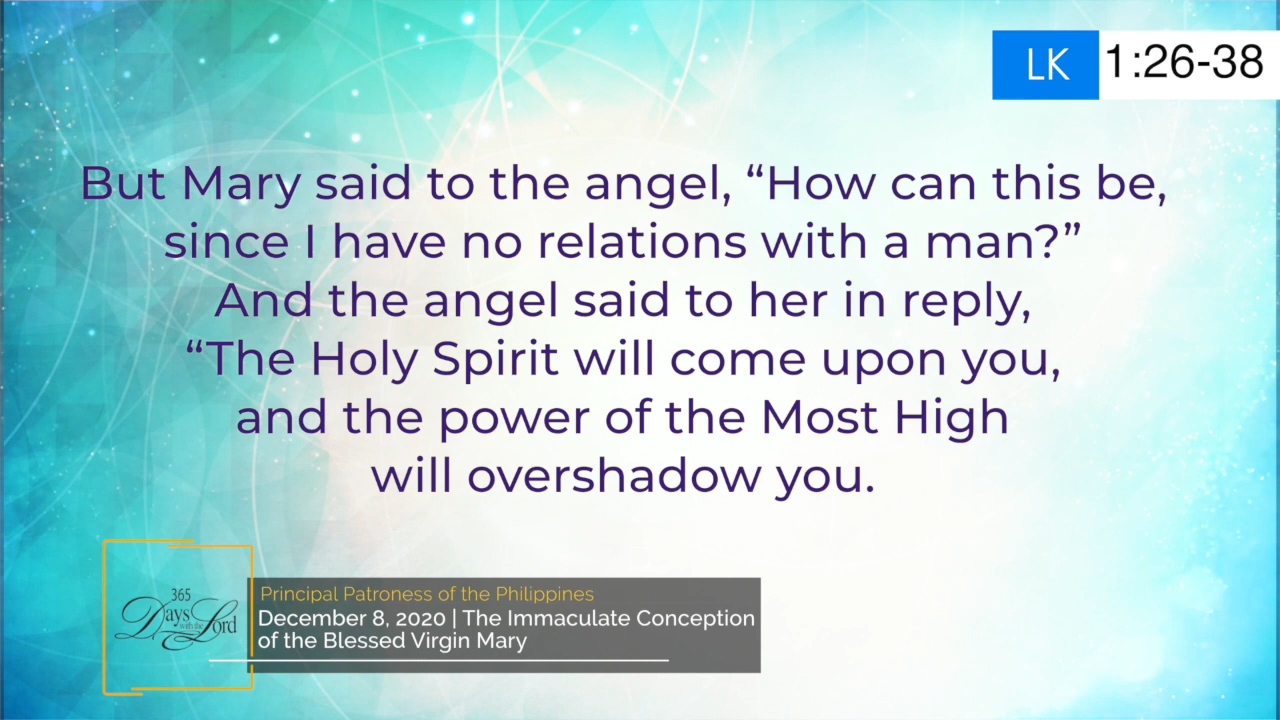 LK 1:26-38
But Mary said to the angel, “How can this be,
since I have no relations with a man?”
And the angel said to her in reply,
“The Holy Spirit will come upon you,
and the power of the Most High
will overshadow you.
365
Days with the Lord
Principal Patroness of the Philippines
December 8, 2020 | The Immaculate Conception
of the Blessed Virgin Mary